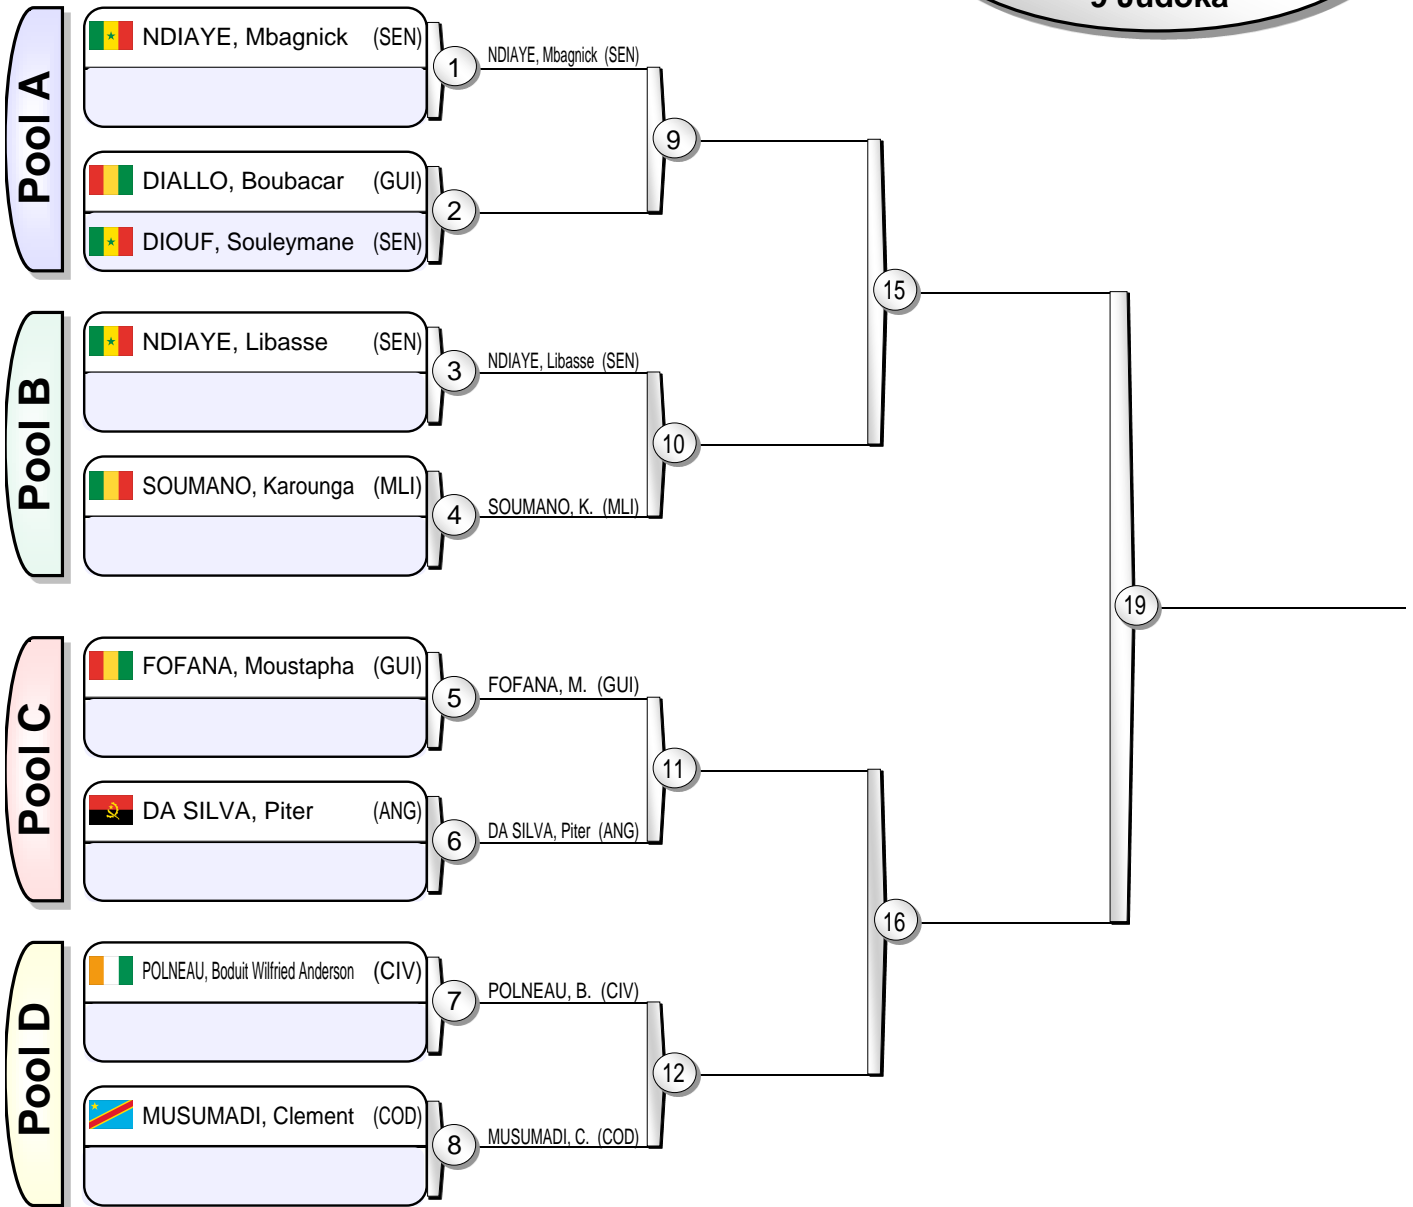 9 Judoka
Pool A
NDIAYE, Mbagnick (SEN)
1
NDIAYE, Mbagnick (SEN)
9
DIALLO, Boubacar (GUI)
2
DIOUF, Souleymane (SEN)
15
Pool B
NDIAYE, Libasse (SEN)
3
NDIAYE, Libasse (SEN)
10
SOUMANO, Karounga (MLI)
4
SOUMANO, K. (MLI)
19
Pool C
FOFANA, Moustapha (GUI)
5
FOFANA, M. (GUI)
11
DA SILVA, Piter (ANG)
6
DA SILVA, Piter (ANG)
16
Pool D
POLNEAU, Boduit Wilfried Anderson (CIV)
7
POLNEAU, B. (CIV)
12
MUSUMADI, Clement (COD)
8
MUSUMADI, C. (COD)